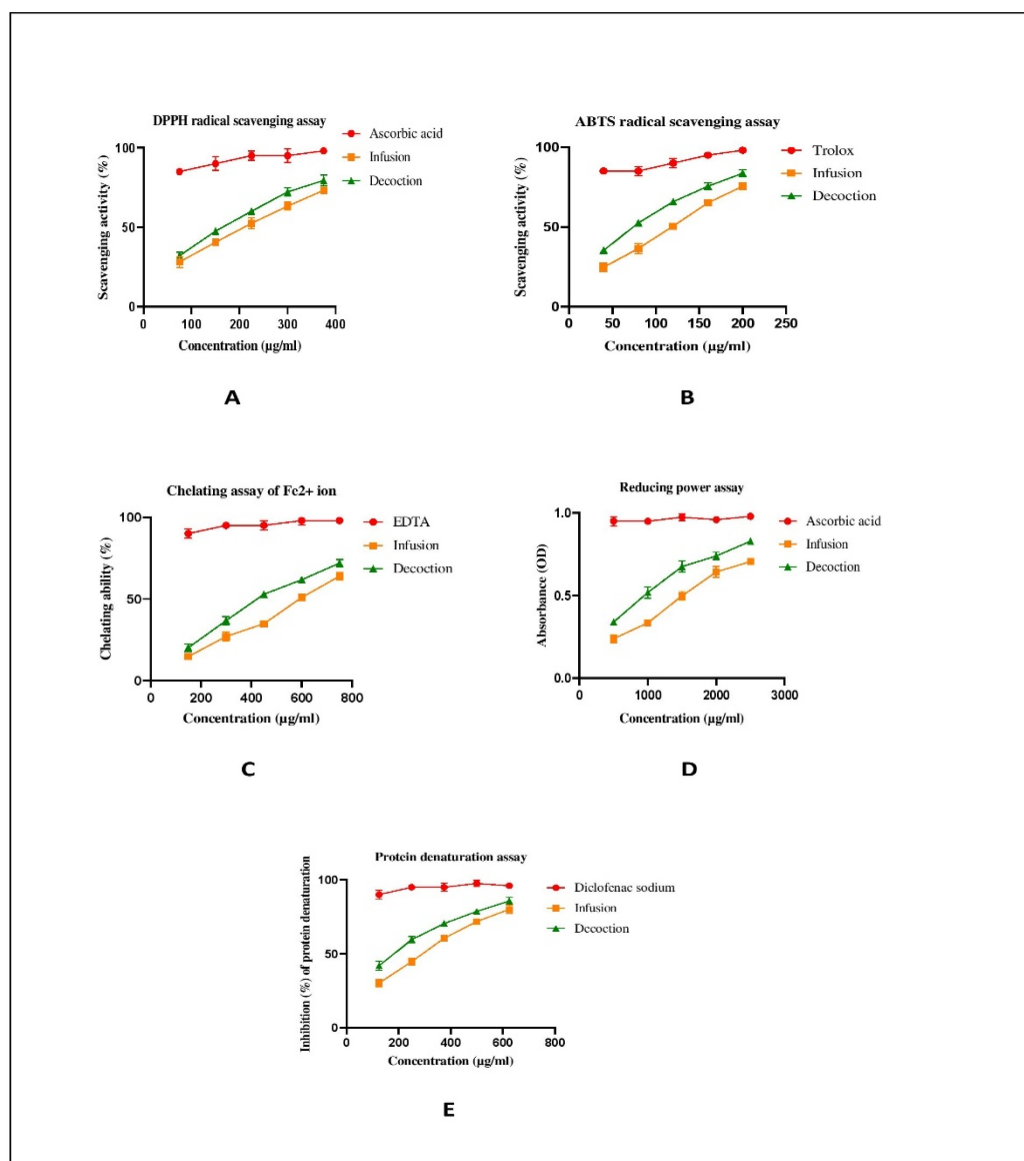 DPPH radical scavenging assay
Scavenging activity (%)
100
50
0
0 100 200 300 400
Concentration (µg/ml)
Ascorbic acid
Infusion
Decoction
A
ABTS radical scavenging assay
Scavenging activity (%)
100
50
0
0 50 100 150 200 250
Concentration (µg/ml)
Trolox
Infusion
Decoction
B
Chelating assay of Fe2+ ion
Chelating ability (%)
100
50
0
0 200 400 600 800
Concentration (µg/ml)
EDTA
Infusion
Decoction
C
Reducing power assay
Absorbance (OD)
1.0
0.5
0.0
0 1000 2000 3000
Concentration (µg/ml)
Ascorbic acid
Infusion
Decoction
D
Protein denaturation assay
Inhibition (%) of protein denaturation
100
50
0
0 200 400 600 800
Concentration (µg/ml)
Diclofenac sodium
Infusion
Decoction
E